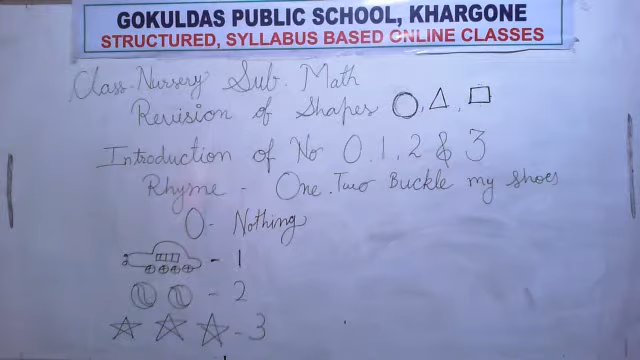 GOKULDAS PUBLIC SCHOOL, KHARGONE
STRUCTURED, SYLLABUS BASED ONLINE CLASSES
Class-Nursery Sub. Math
Revision of Shapes
Introduction of No 0, 1, 2 & 3
Rhyme - One. Two Buckle my shoes
0- Nothing
- 1
- 2
- 3